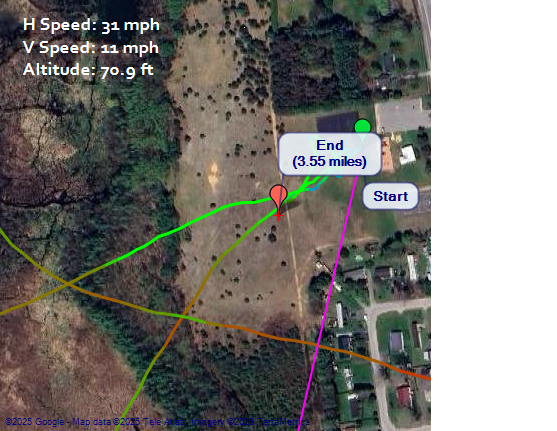 H Speed: 31 mph
V Speed: 11 mph
Altitude: 70.9 ft
End
(3.55 miles)
Start
©2025 Google - Map data ©2025 Tele Atlas, Imagery ©2025 TerraMetrics